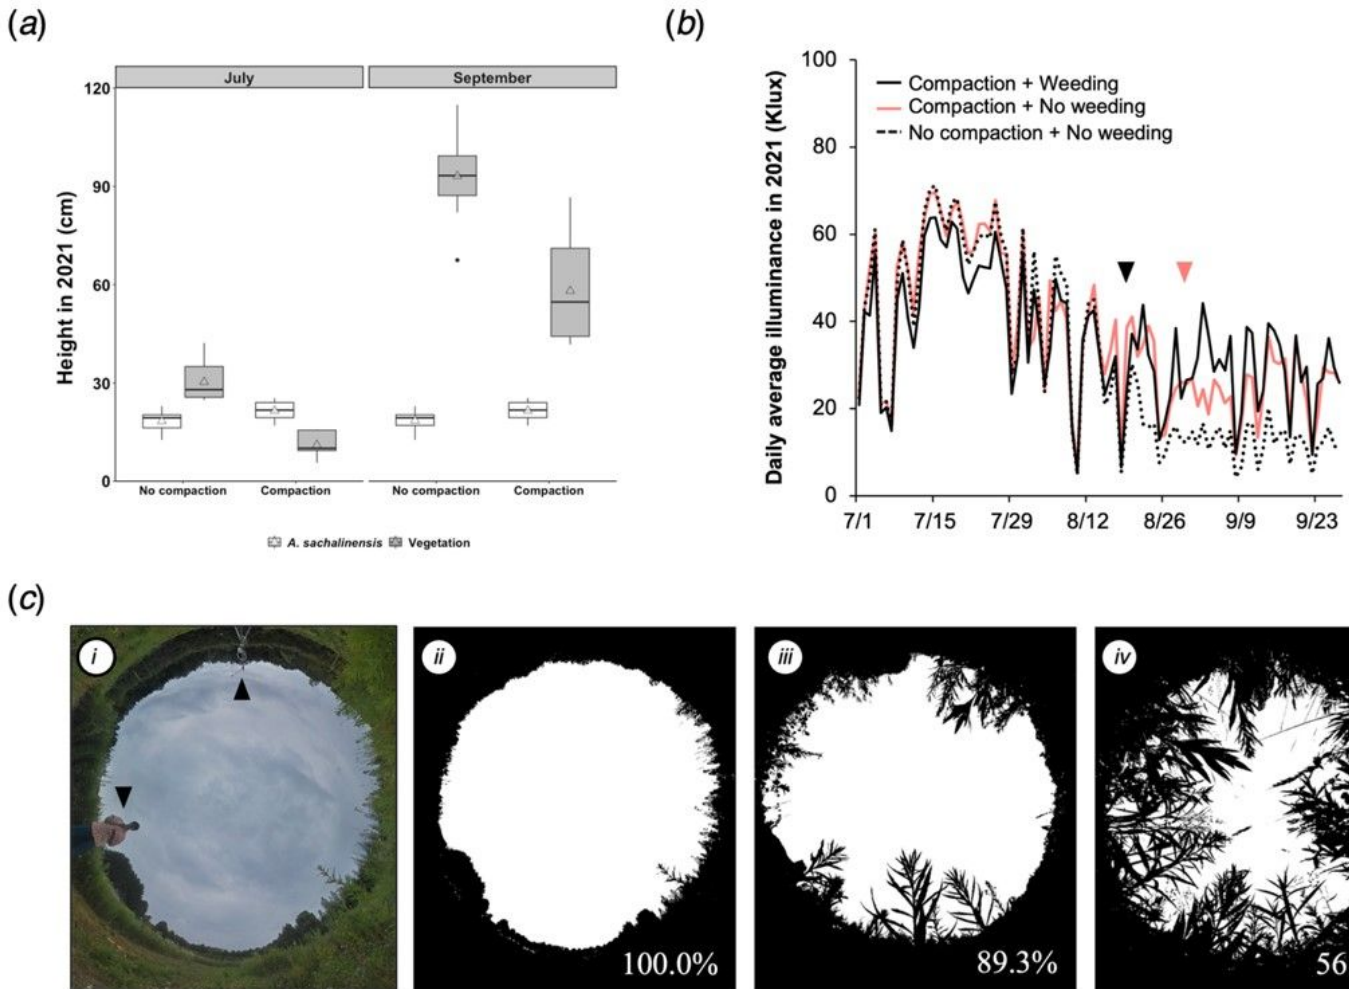 (a)
July September
Height in 2021 (cm)
120
90
60
30
0
No compaction Compaction No compaction Compaction
A. sachalinensis Vegetation
(b)
Daily average illuminance in 2021 (Klux)
100
80
60
40
20
0
Compaction + Weeding
Compaction + No weeding
No compaction + No weeding
7/1 7/15 7/29 8/12 8/26 9/9 9/23
(c)
i ii iii iv
100.0% 89.3% 56